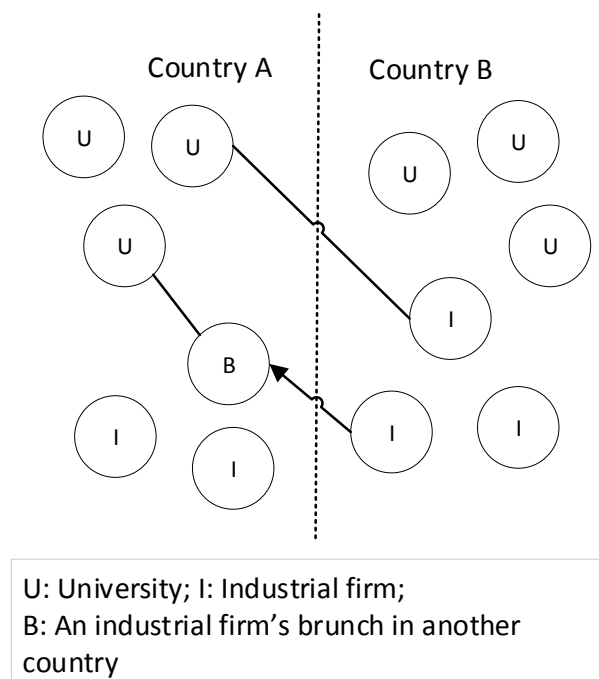 Country A
Country B
U
U
U
U
U
U
I
B
I
I
I
I
U: University; I: Industrial firm;
B: An industrial firm's brunch in another
country